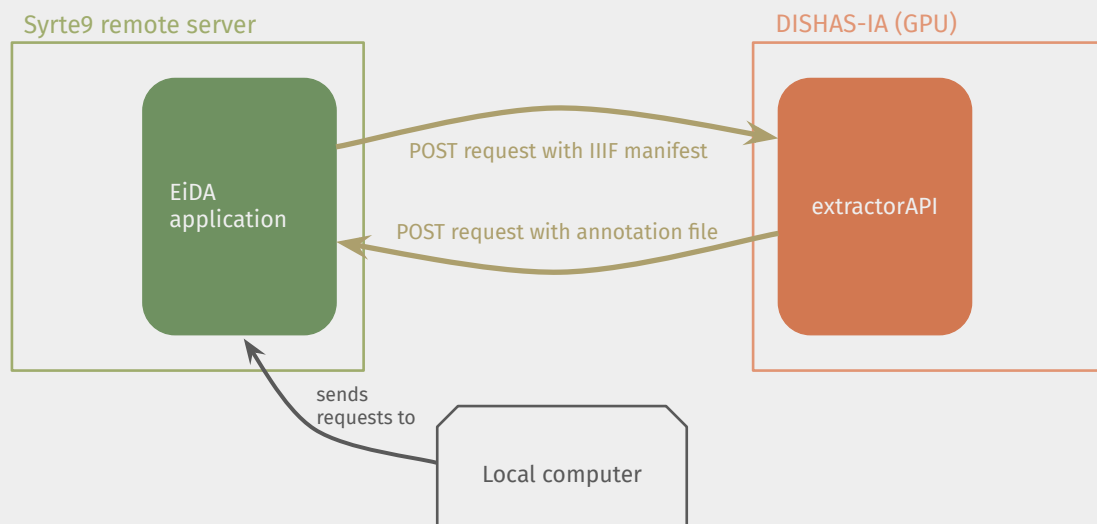 Syrte9 remote server
DISHAS-IA (GPU)
POST request with IIIF manifest
EiDA
application
extractorAPI
POST request with annotation file
sends
requests to
Local computer